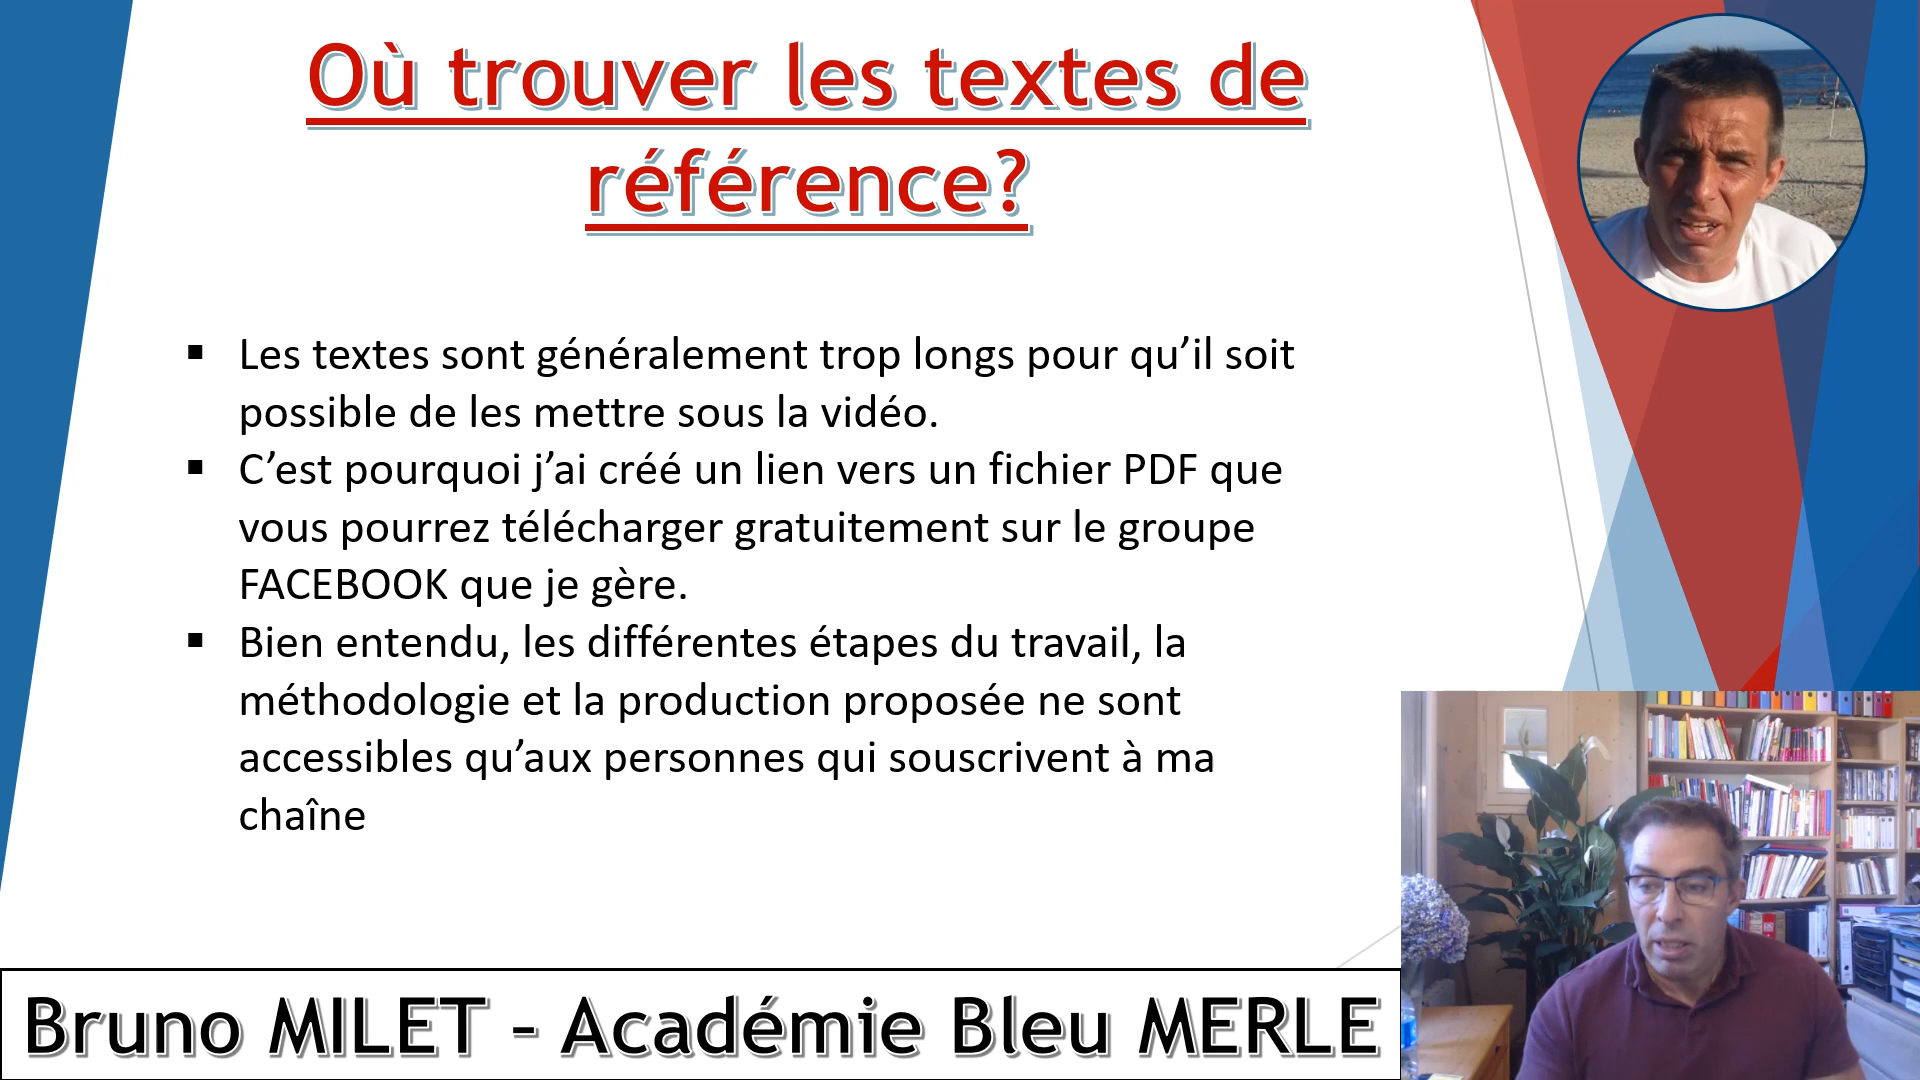 Où trouver les textes de
référence?
▪ Les textes sont généralement trop longs pour qu’il soit
possible de les mettre sous la vidéo.
▪ C’est pourquoi j’ai créé un lien vers un fichier PDF que
vous pourrez télécharger gratuitement sur le groupe
FACEBOOK que je gère.
▪ Bien entendu, les différentes étapes du travail, la
méthodologie et la production proposée ne sont
accessibles qu’aux personnes qui souscrivent à ma
chaîne
Bruno MILET - Académie Bleu MERLE